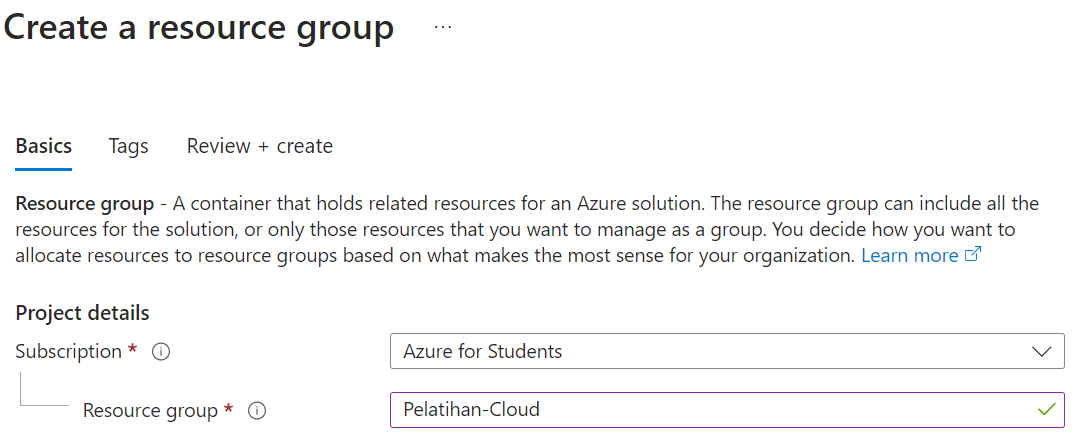 Create a resource group ...
Basics Tags Review + create
Resource group - A container that holds related resources for an Azure solution. The resource group can include all the
resources for the solution, or only those resources that you want to manage as a group. You decide how you want to
allocate resources to resource groups based on what makes the most sense for your organization. Learn more
Project details
Subscription * Azure for Students
Resource group * Pelatihan-Cloud